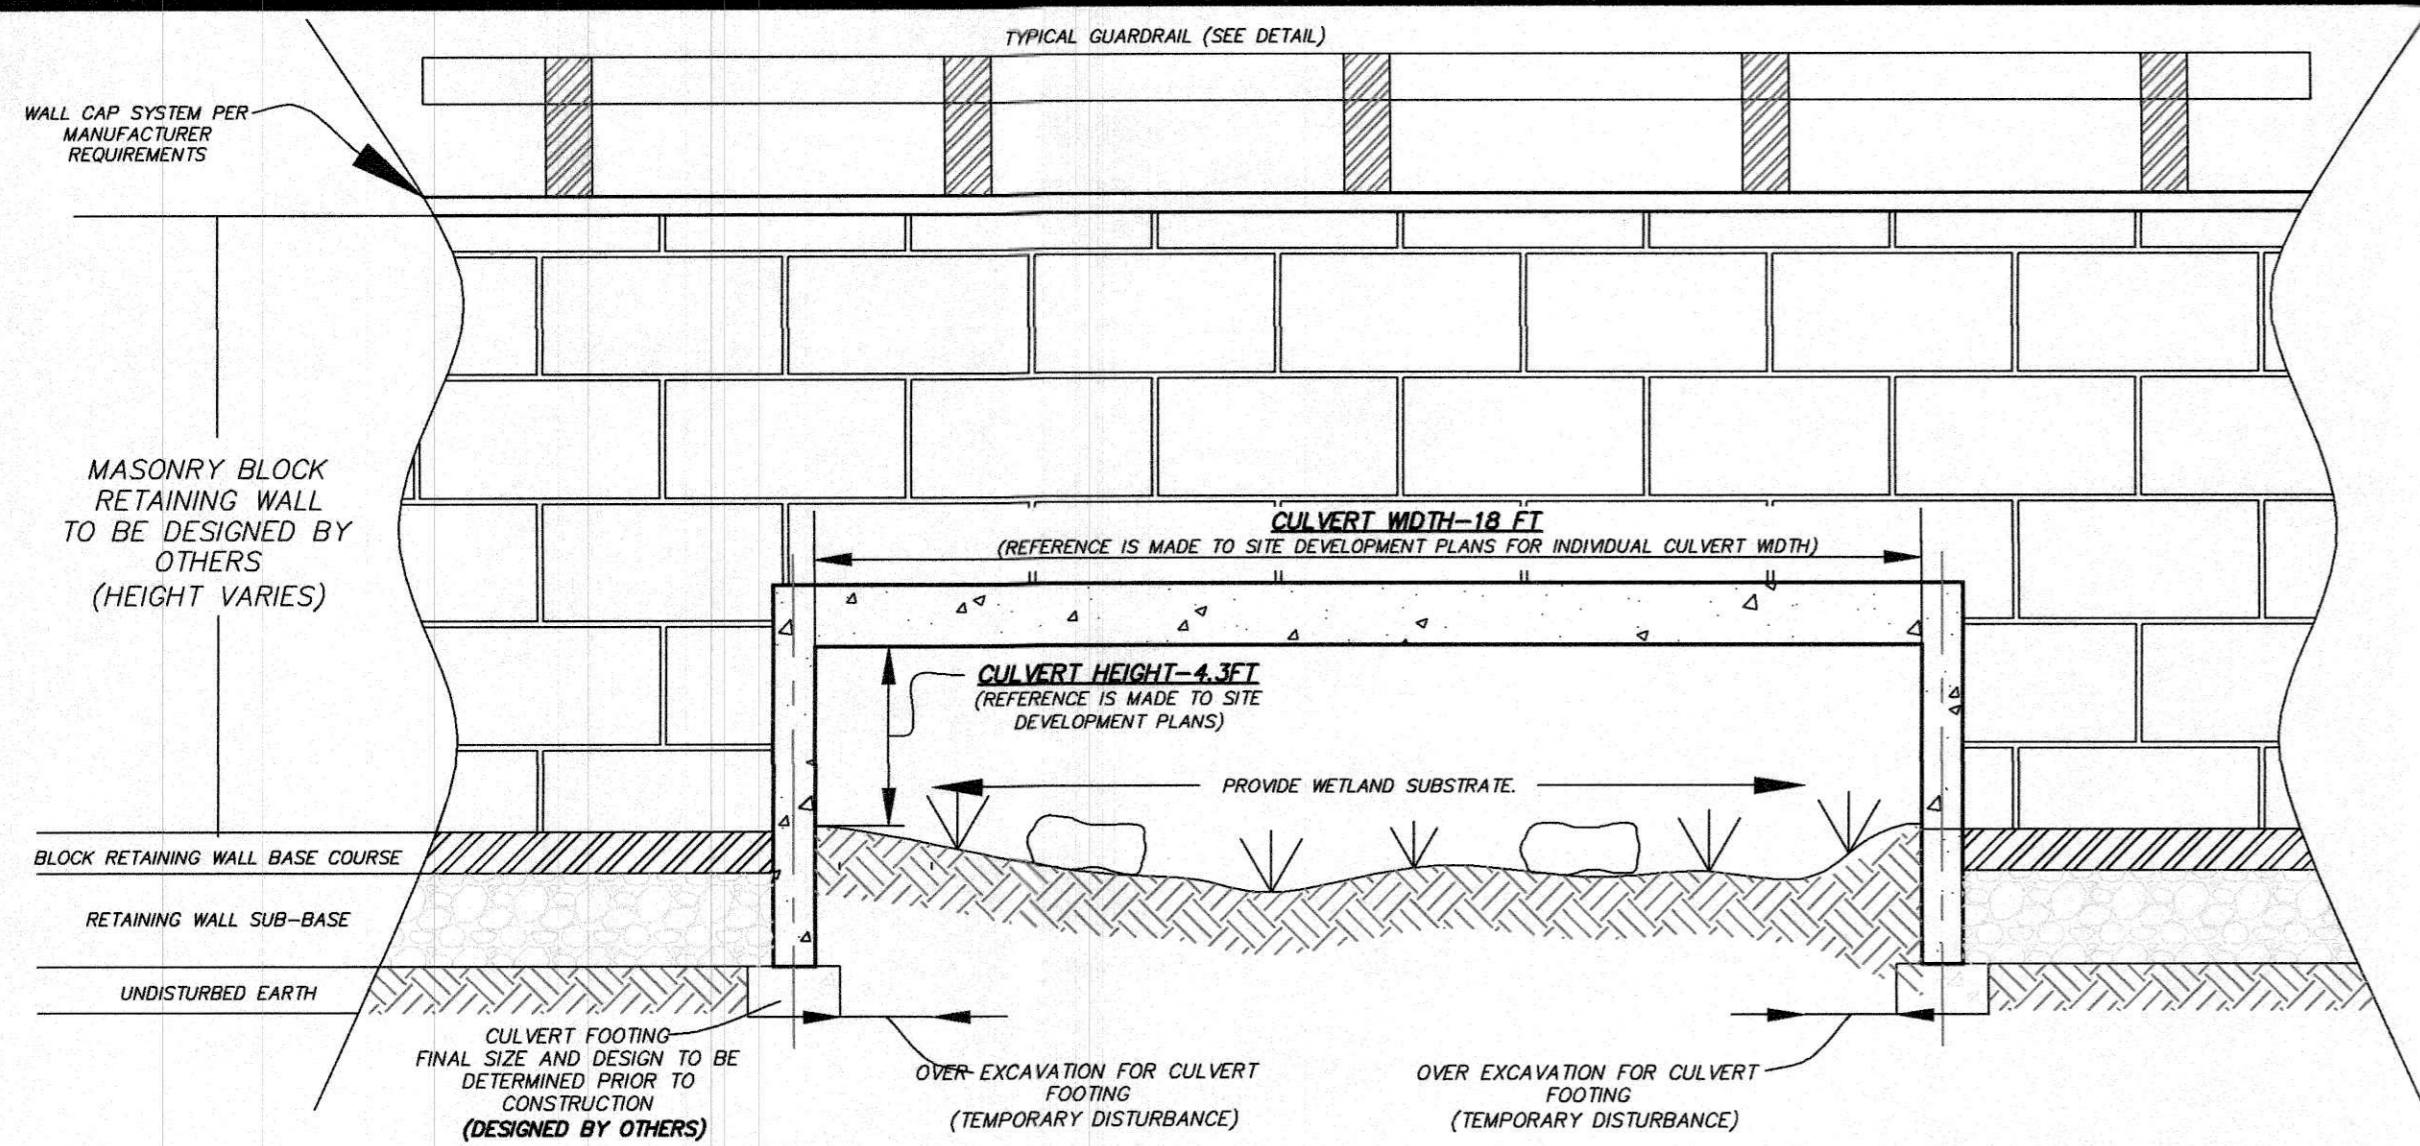 TYPICAL GUARDRAIL (SEE DETAIL)
WALL CAP SYSTEM PER
MANUFACTURER
REQUIREMENTS
MASONRY BLOCK
RETAINING WALL
TO BE DESIGNED BY
OTHERS
(HEIGHT VARIES)
CULVERT WIDTH-18 FT
(REFERENCE IS MADE TO SITE DEVELOPMENT PLANS FOR INDIVIDUAL CULVERT WIDTH)
CULVERT HEIGHT-4.3FT
(REFERENCE IS MADE TO SITE
DEVELOPMENT PLANS)
PROVIDE WETLAND SUBSTRATE.
BLOCK RETAINING WALL BASE COURSE
RETAINING WALL SUB-BASE
UNDISTURBED EARTH
CULVERT FOOTING
FINAL SIZE AND DESIGN TO BE
DETERMINED PRIOR TO
CONSTRUCTION
(DESIGNED BY OTHERS)
OVER EXCAVATION FOR CULVERT
FOOTING
(TEMPORARY DISTURBANCE)
OVER EXCAVATION FOR CULVERT
FOOTING
(TEMPORARY DISTURBANCE)